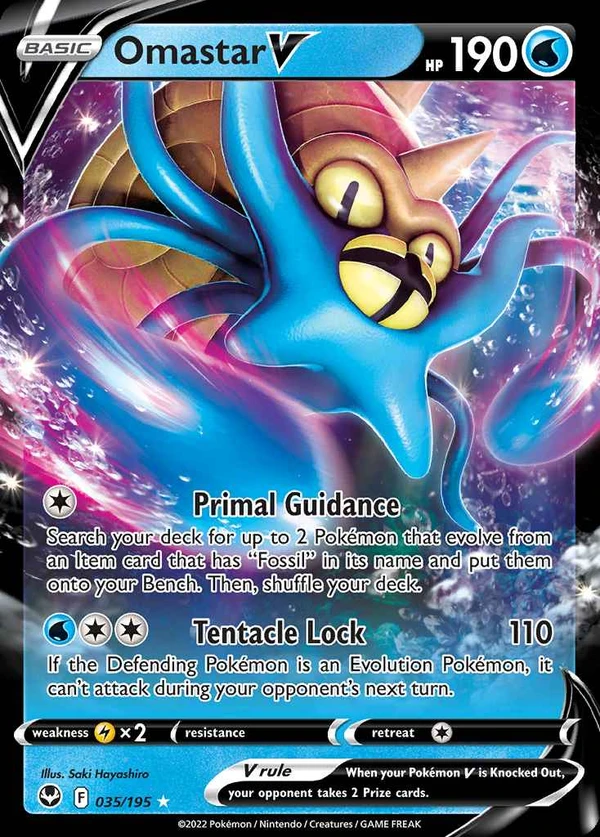 BASIC Omastar V HP 190
Primal Guidance
Search your deck for up to 2 Pokémon that evolve from
an Item card that has “Fossil” in its name and put them
onto your Bench. Then, shuffle your deck.
Tentacle Lock 110
If the Defending Pokémon is an Evolution Pokémon, it
can’t attack during your opponent’s next turn.
weakness ×2 resistance retreat
Illus. Saki Hayashiro
V rule When your Pokémon V is Knocked Out,
your opponent takes 2 Prize cards.
F 035/195
©2022 Pokémon / Nintendo / Creatures / GAME FREAK